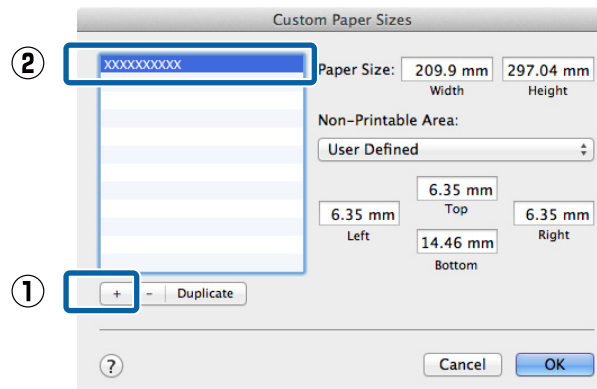 Custom Paper Sizes
②
XXXXXXXXXX
Paper Size: 209.9 mm 297.04 mm
Width Height
Non-Printable Area:
User Defined
6.35 mm
Top
6.35 mm 6.35 mm
Left Right
14.46 mm
Bottom
①
+ - Duplicate
? Cancel OK